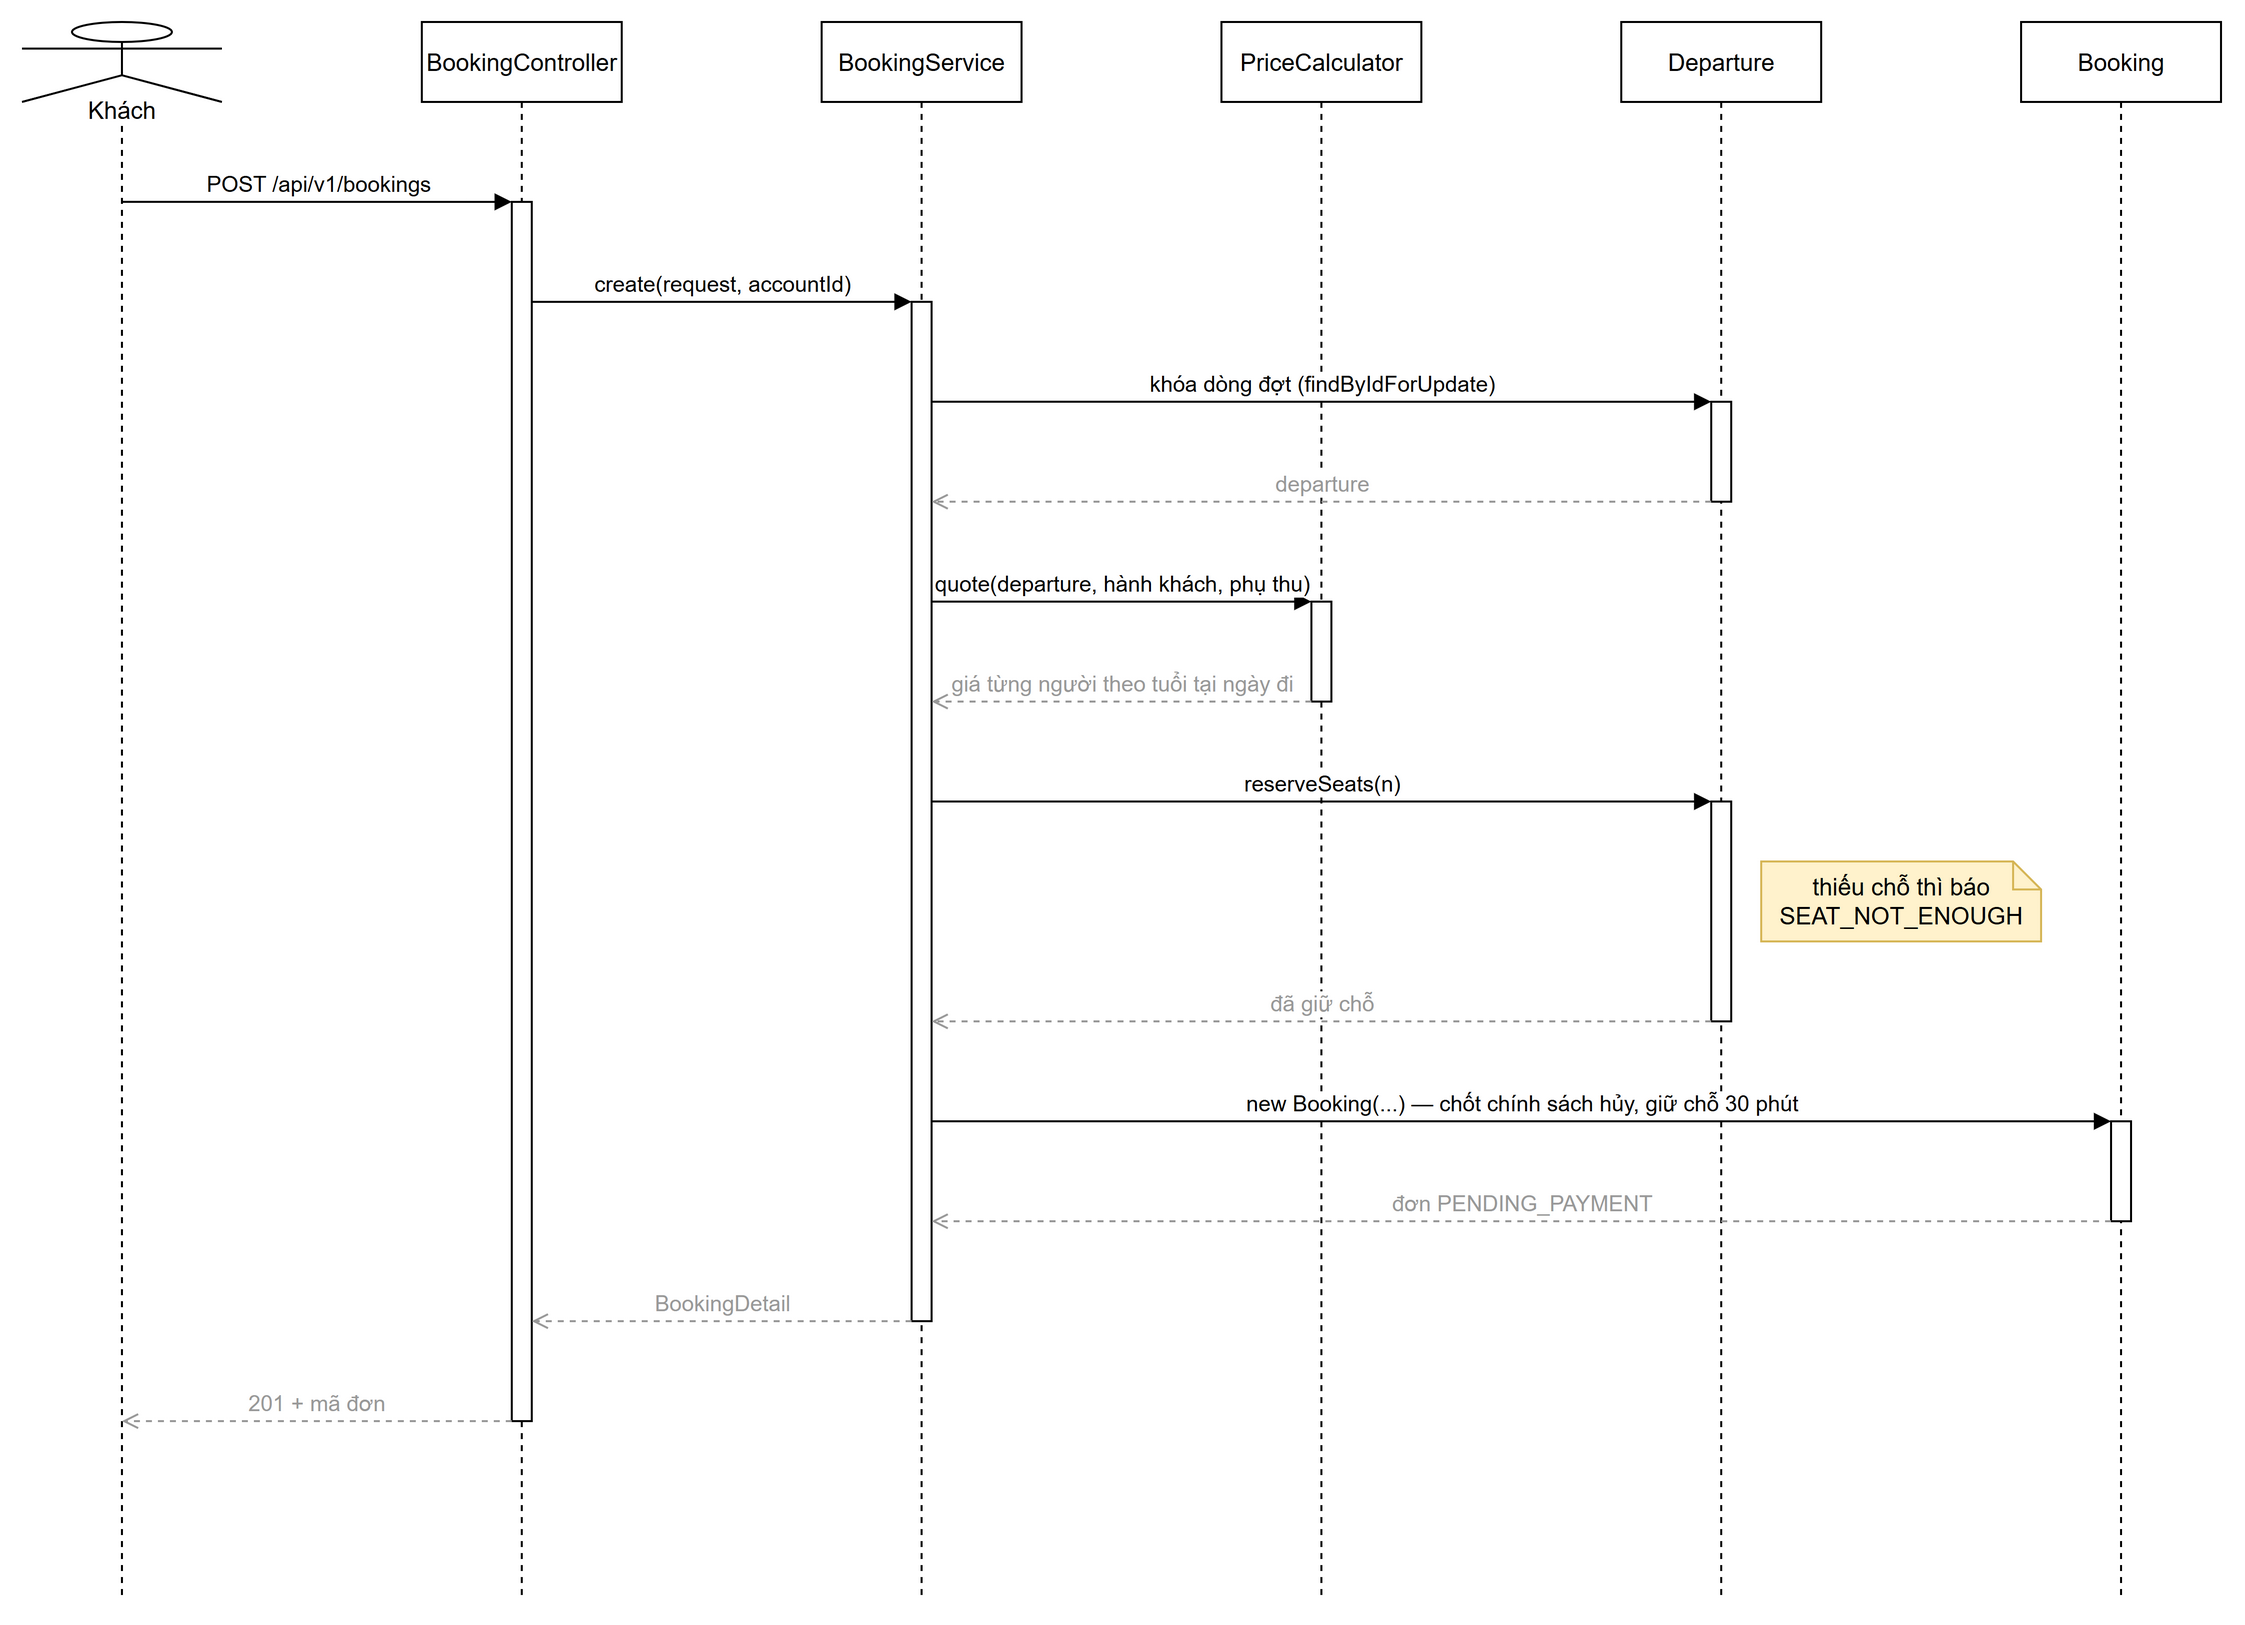 Khách
BookingController
BookingService
PriceCalculator
Departure
Booking
POST /api/v1/bookings
create(request, accountId)
khóa dòng đợt (findByIdForUpdate)
departure
quote(departure, hành khách, phụ thu)
giá từng người theo tuổi tại ngày đi
reserveSeats(n)
thiếu chỗ thì báo
SEAT_NOT_ENOUGH
đã giữ chỗ
new Booking(...) — chốt chính sách hủy, giữ chỗ 30 phút
đơn PENDING_PAYMENT
BookingDetail
201 + mã đơn